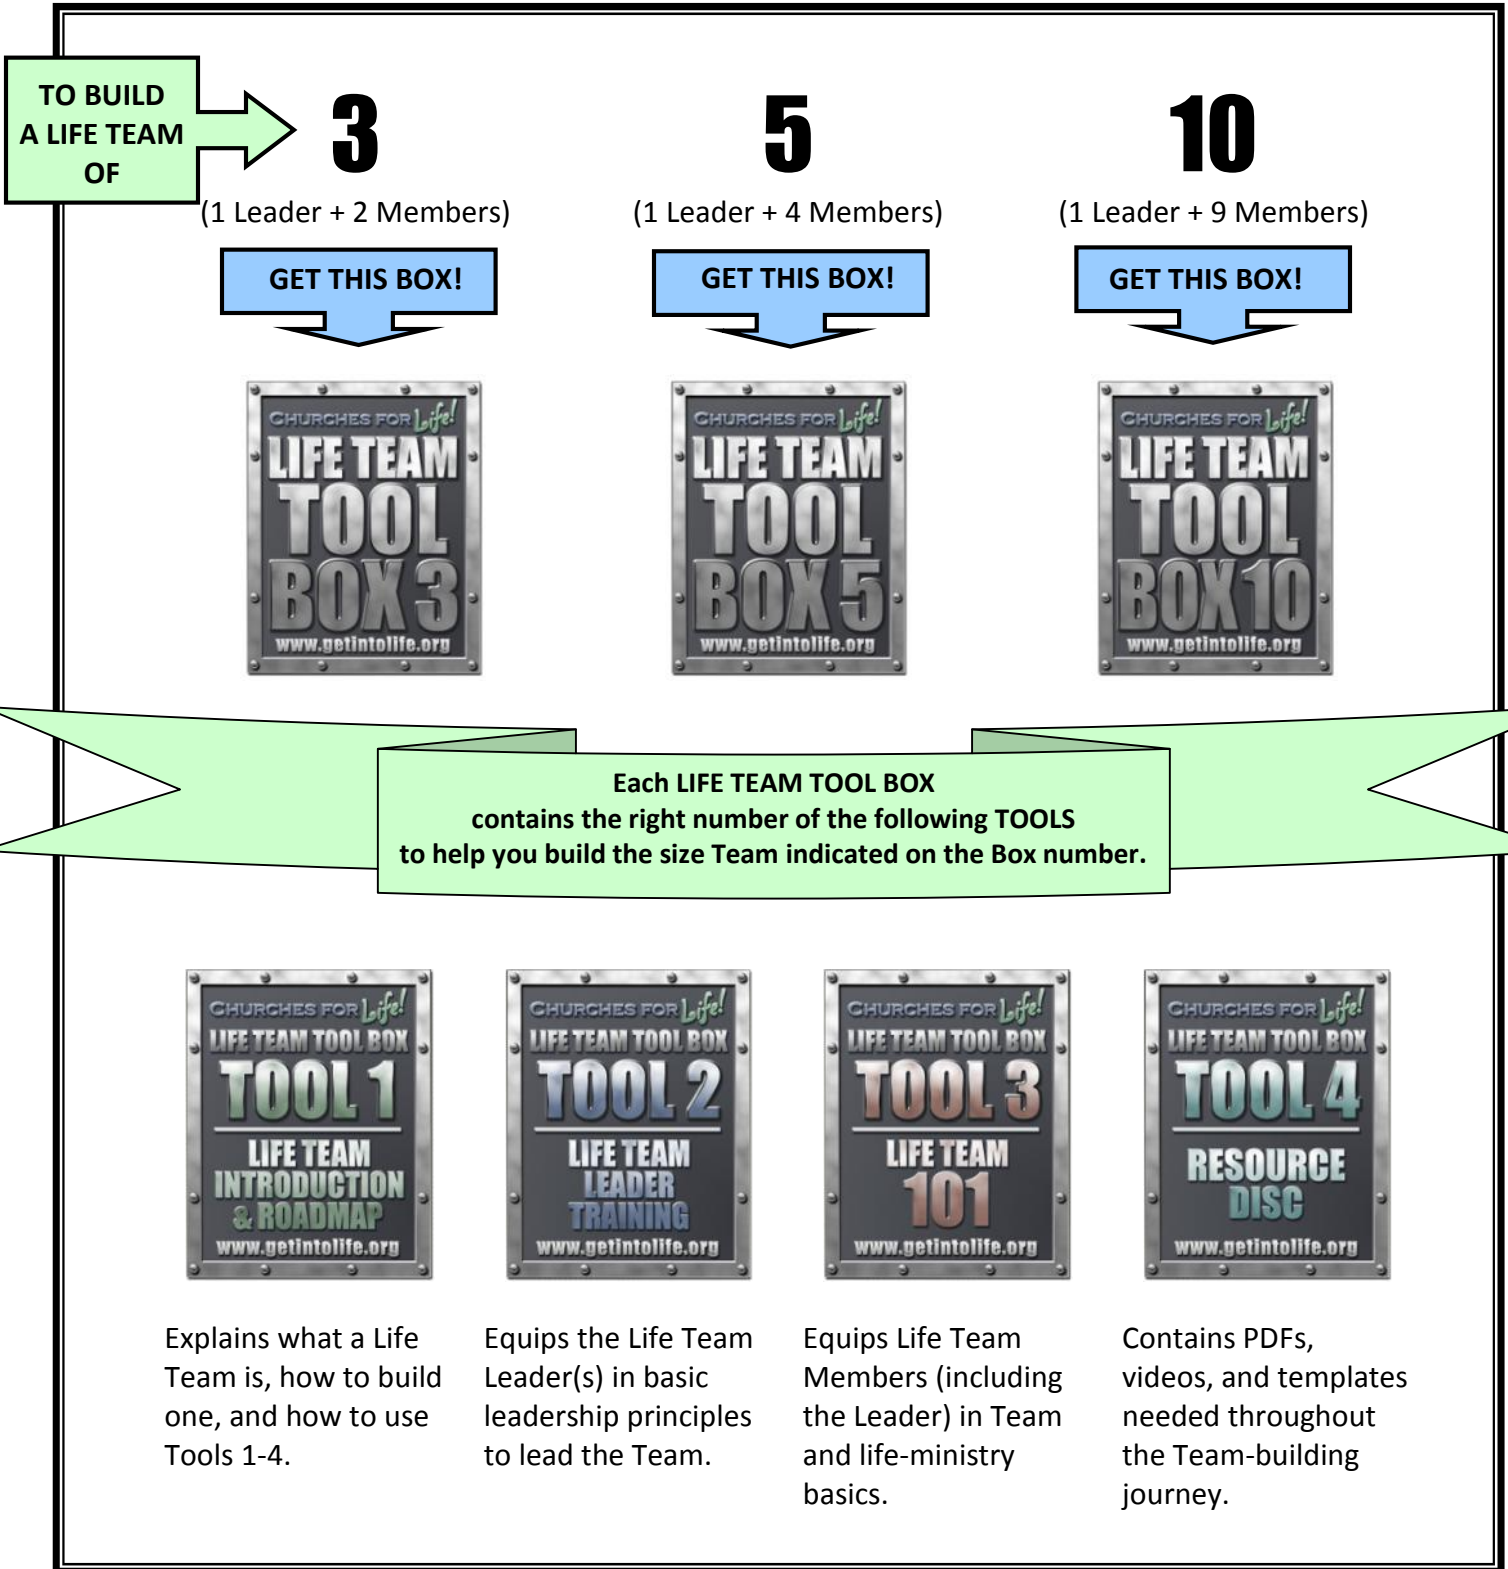 TO BUILD
A LIFE TEAM
OF
3
(1 Leader + 2 Members)
GET THIS BOX!
5
(1 Leader + 4 Members)
GET THIS BOX!
10
(1 Leader + 9 Members)
GET THIS BOX!
CHURCHES FOR Life!
LIFE TEAM
TOOL
BOX 3
www.getintolife.org
CHURCHES FOR Life!
LIFE TEAM
TOOL
BOX 5
www.getintolife.org
CHURCHES FOR Life!
LIFE TEAM
TOOL
BOX 10
www.getintolife.org
Each LIFE TEAM TOOL BOX
contains the right number of the following TOOLS
to help you build the size Team indicated on the Box number.
CHURCHES FOR Life!
LIFE TEAM TOOL BOX
TOOL 1
LIFE TEAM
INTRODUCTION
& ROADMAP
www.getintolife.org
Explains what a Life
Team is, how to build
one, and how to use
Tools 1-4.
CHURCHES FOR Life!
LIFE TEAM TOOL BOX
TOOL 2
LIFE TEAM
LEADER
TRAINING
www.getintolife.org
Equips the Life Team
Leader(s) in basic
leadership principles
to lead the Team.
CHURCHES FOR Life!
LIFE TEAM TOOL BOX
TOOL 3
LIFE TEAM
101
www.getintolife.org
Equips Life Team
Members (including
the Leader) in Team
and life-ministry
basics.
CHURCHES FOR Life!
LIFE TEAM TOOL BOX
TOOL 4
RESOURCE
DISC
www.getintolife.org
Contains PDFs,
videos, and templates
needed throughout
the Team-building
journey.